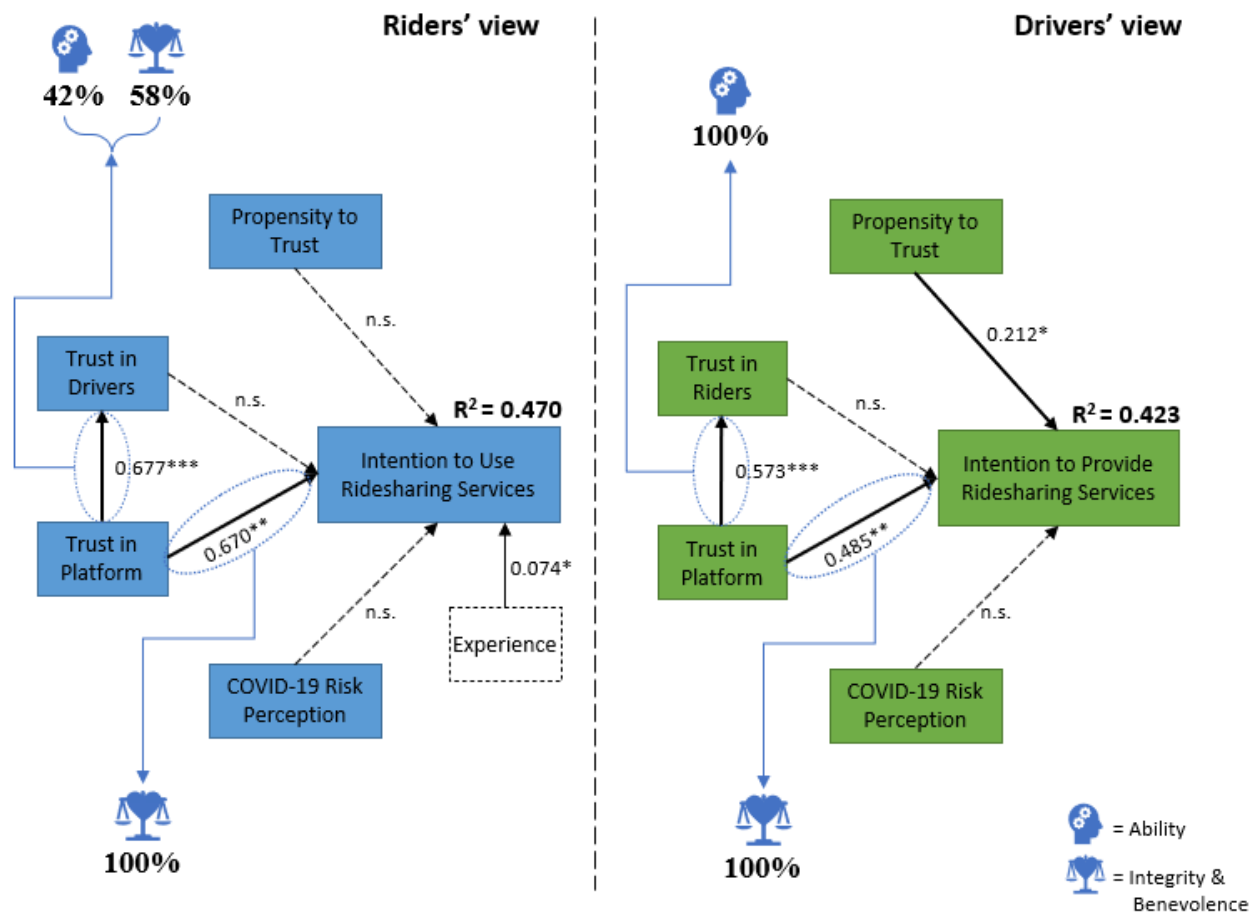 Riders' view
42%
58%
Propensity to
Trust
n.s.
Trust in
Drivers
n.s.
R² = 0.470
0.677***
Intention to Use
Ridesharing Services
Trust in
Platform
0.670**
0.074*
n.s.
Experience
COVID-19 Risk
Perception
100%
Drivers' view
100%
Propensity to
Trust
0.212*
Trust in
Riders
n.s.
R² = 0.423
0.573***
Intention to Provide
Ridesharing Services
Trust in
Platform
0.485**
n.s.
COVID-19 Risk
Perception
100%
= Ability
= Integrity &
Benevolence